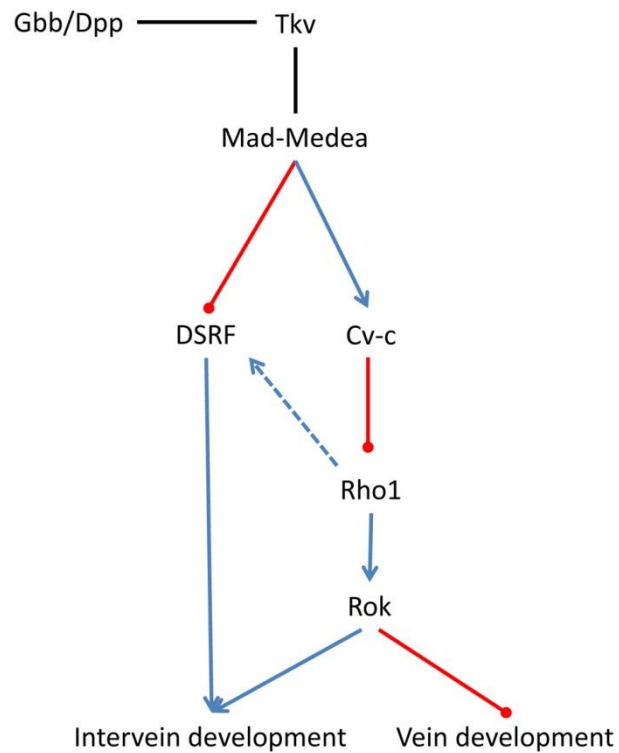 Gbb/Dpp Tkv
Mad-Medea
DSRF Cv-c
Rho1
Rok
Intervein development Vein development